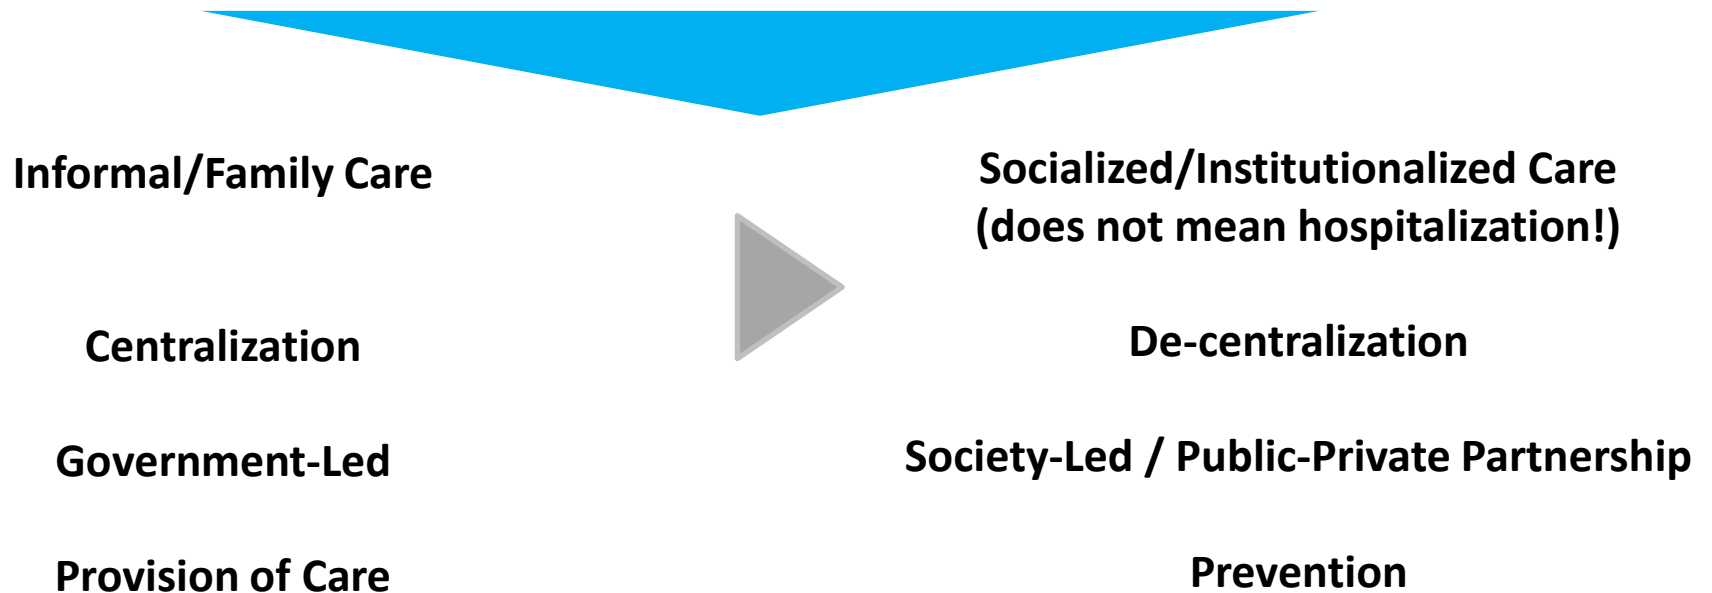 Informal/Family Care
Socialized/Institutionalized Care
(does not mean hospitalization!)
Centralization
De-centralization
Government-Led
Society-Led / Public-Private Partnership
Provision of Care
Prevention